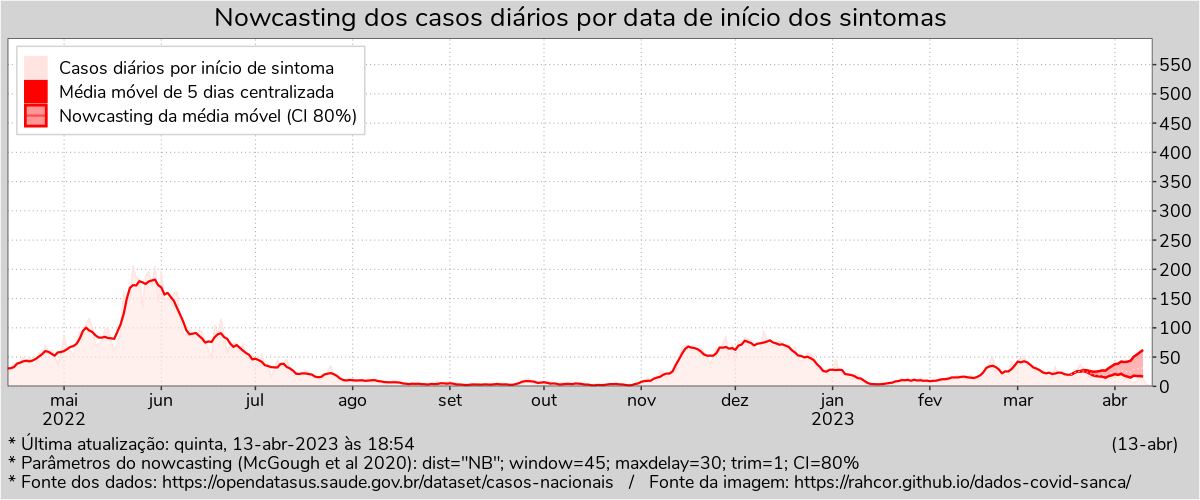 Nowcasting dos casos diários por data de início dos sintomas
Casos diários por início de sintoma
Média móvel de 5 dias centralizada
Nowcasting da média móvel (CI 80%)
550
500
450
400
350
300
250
200
150
100
50
0
mai jun jul ago set out nov dez jan fev mar abr
2022 2023
* Última atualização: quinta, 13-abr-2023 às 18:54 (13-abr)
* Parâmetros do nowcasting (McGough et al 2020): dist="NB"; window=45; maxdelay=30; trim=1; CI=80%
* Fonte dos dados: https://opendatasus.saude.gov.br/dataset/casos-nacionais / Fonte da imagem: https://rahcor.github.io/dados-covid-sanca/